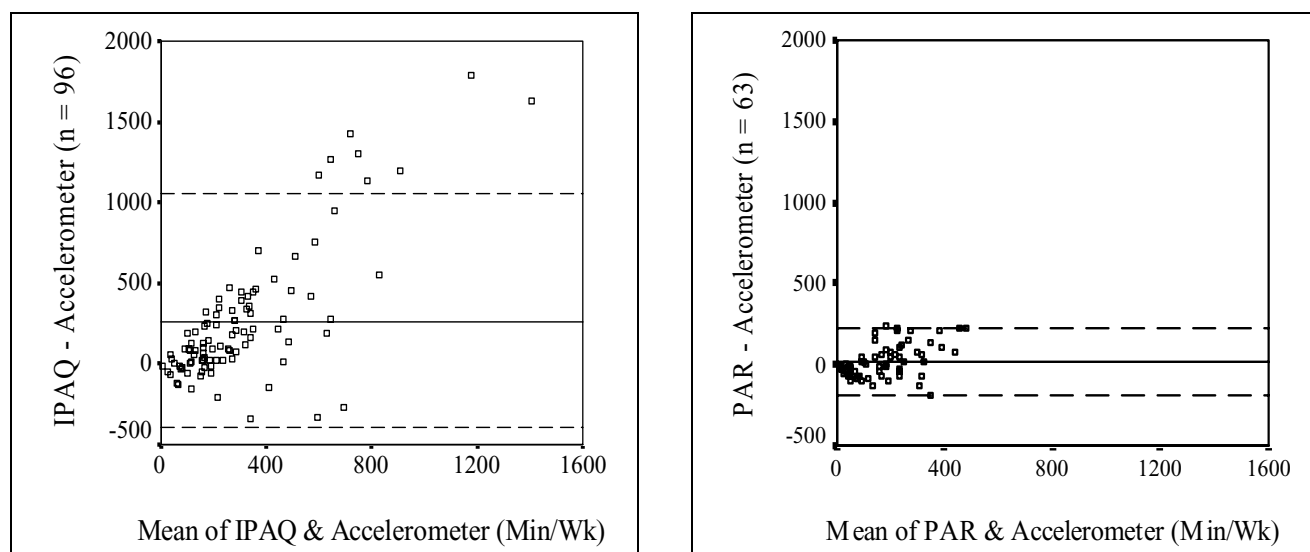 IPAQ - Accelerometer (n = 96)
2000
1500
1000
500
0
-500
0 400 800 1200 1600
Mean of IPAQ & Accelerometer (Min/Wk)
PAR - Accelerometer (n = 63)
2000
1500
1000
500
0
-500
0 400 800 1200 1600
Mean of PAR & Accelerometer (Min/Wk)